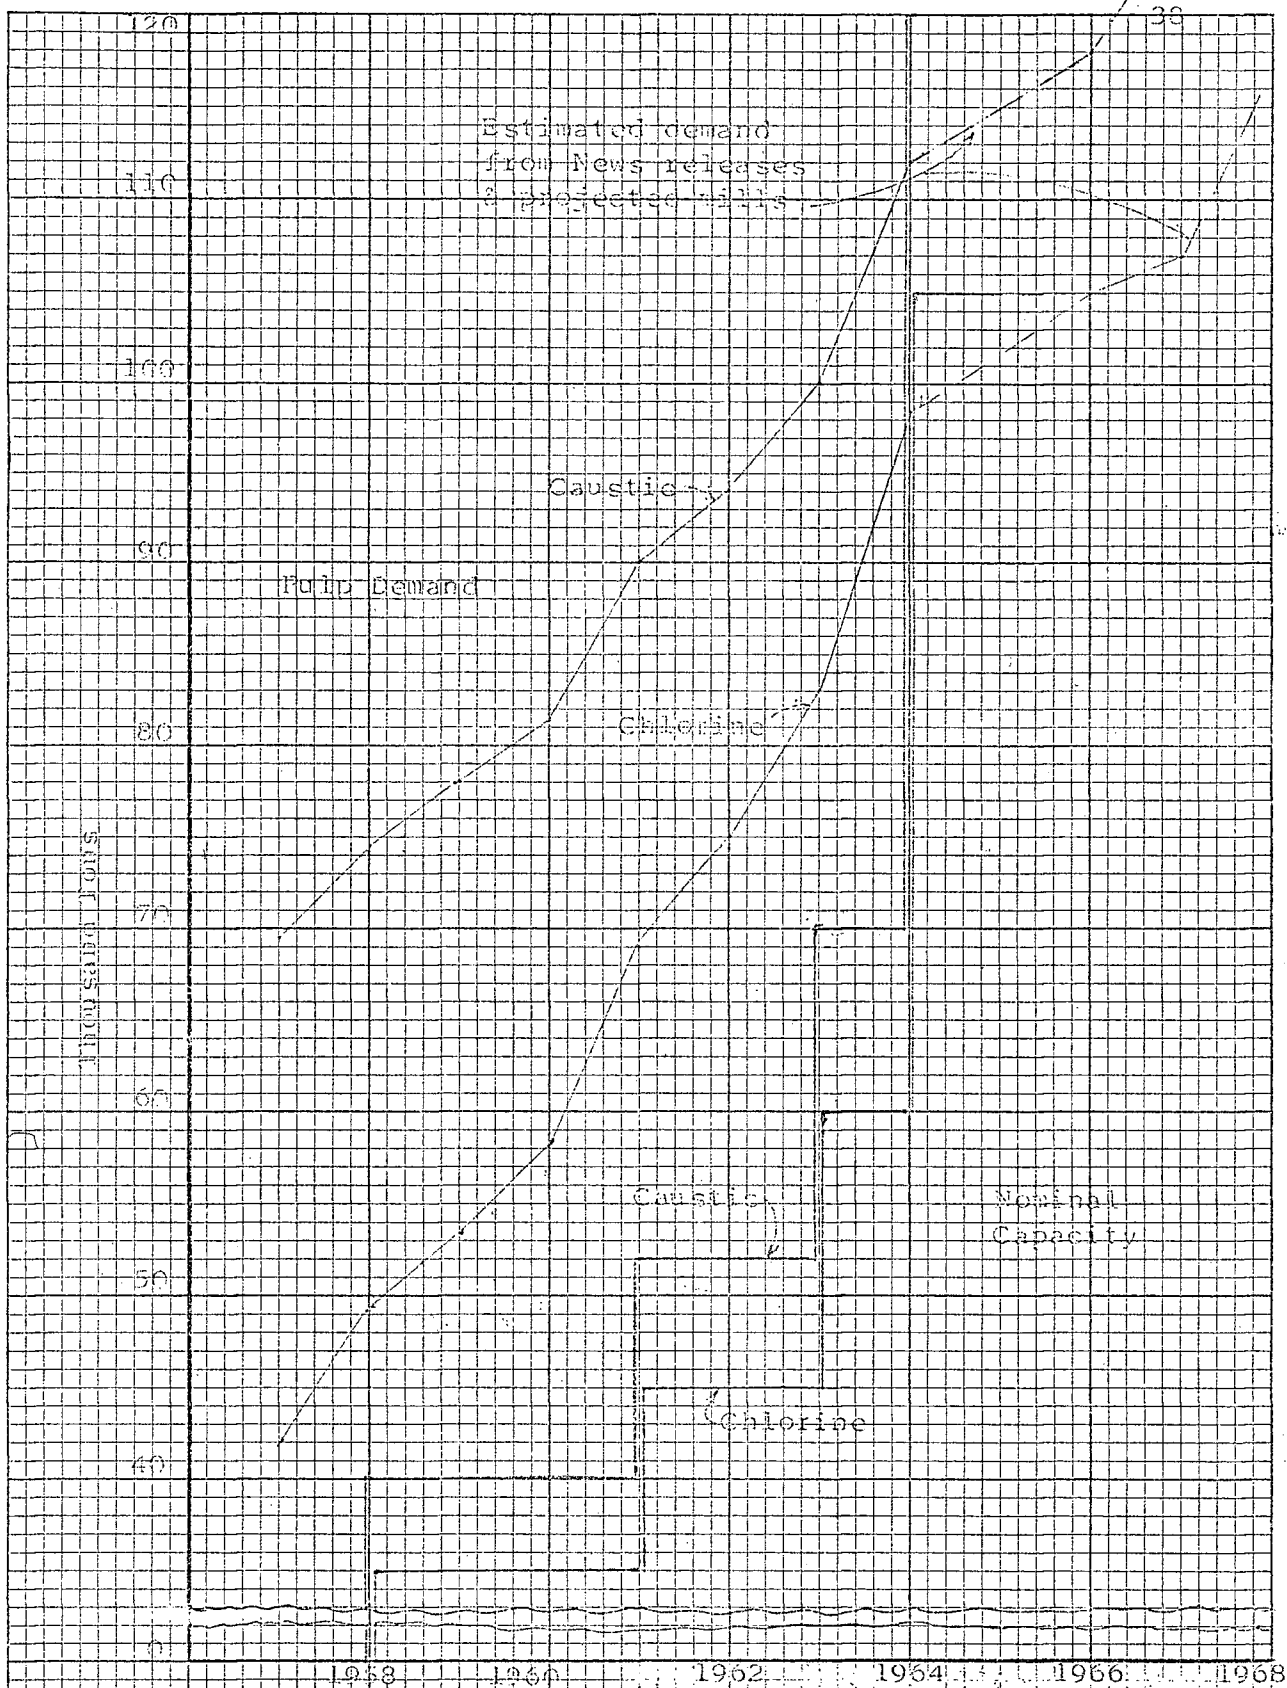 38
120
Estimated demand
from News releases
& projected mills
110
100
Caustic
90
Pulp Demand
Chlorine
80
Thousand Tons
70
60
Caustic
Nominal
Capacity
50
Chlorine
40
0
1958 1960 1962 1964 1966 1968